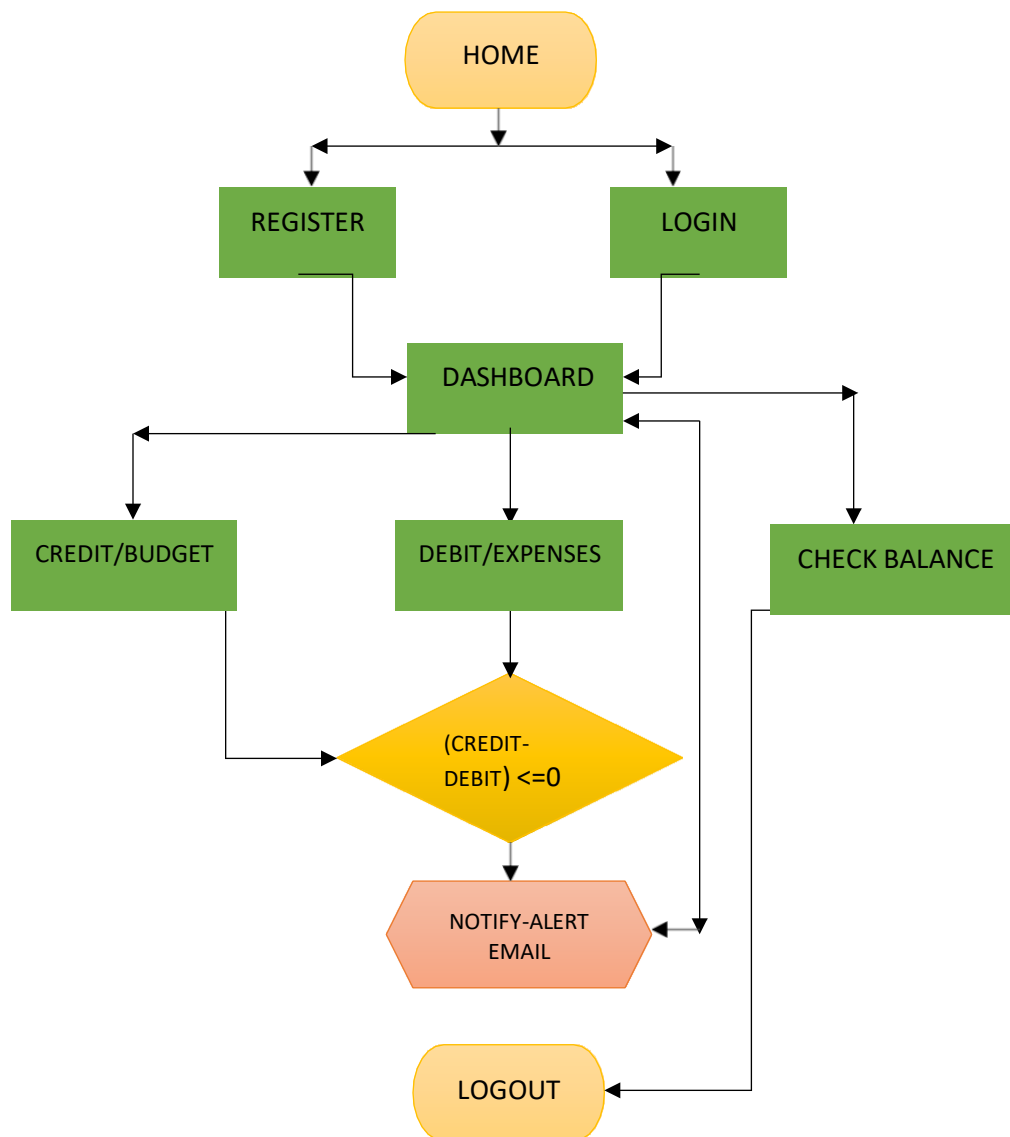 HOME
REGISTER
LOGIN
DASHBOARD
CREDIT/BUDGET
DEBIT/EXPENSES
CHECK BALANCE
(CREDIT-
DEBIT) <=0
NOTIFY-ALERT
EMAIL
LOGOUT